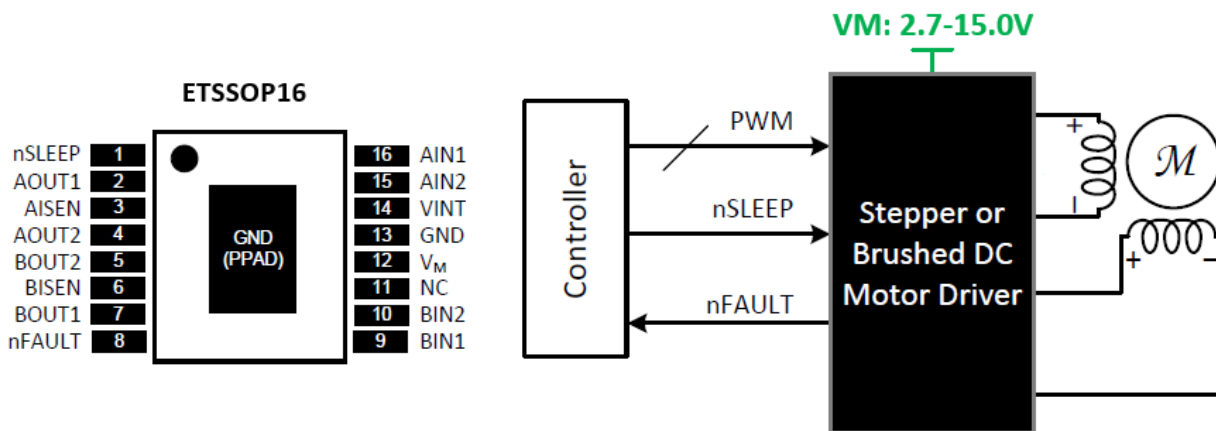 VM: 2.7-15.0V
ETSSOP16
nSLEEP 1
AOUT1 2
AISEN 3
AOUT2 4
BOUT2 5
BISEN 6
BOUT1 7
nFAULT 8
GND
(PPAD)
16 AIN1
15 AIN2
14 VINT
13 GND
12 VM
11 NC
10 BIN2
9 BIN1
Controller
PWM
nSLEEP
nFAULT
Stepper or
Brushed DC
Motor Driver
+
−
M
+ −